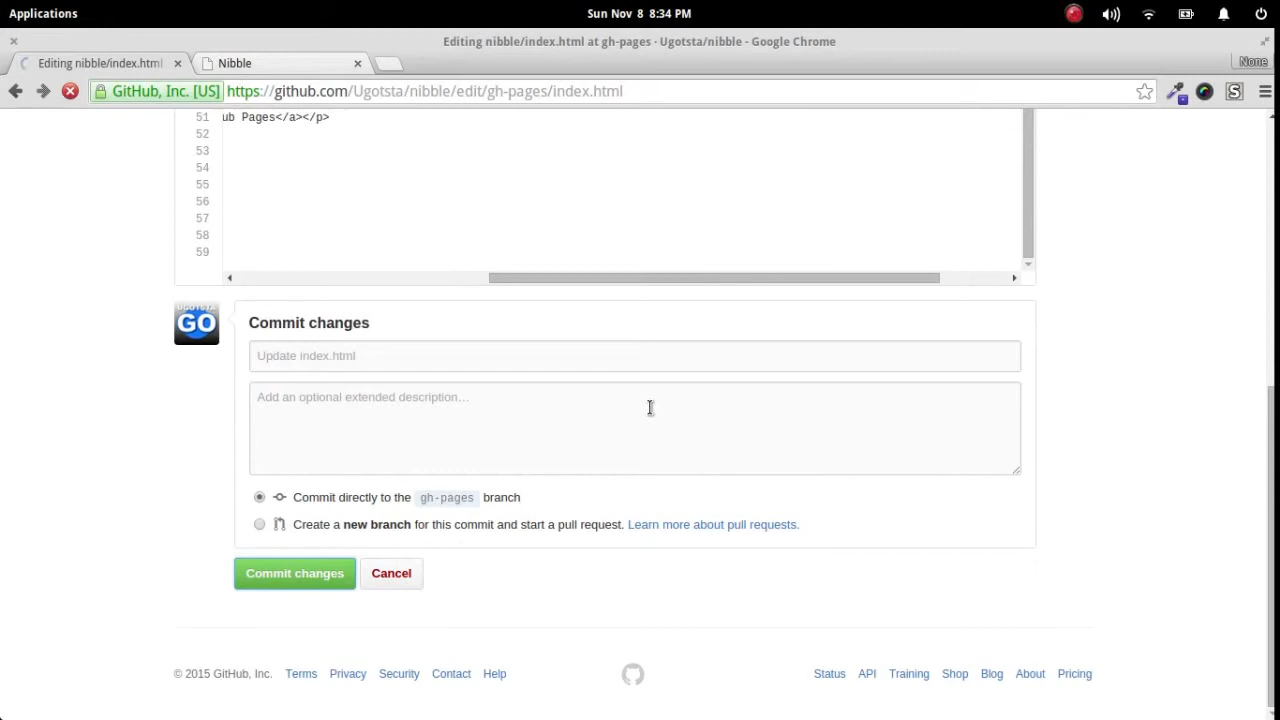 Applications
Sun Nov 8 8:34 PM
Editing nibble/index.html at gh-pages · Ugotsta/nibble - Google Chrome
Editing nibble/index.html
Nibble
None
GitHub, Inc. [US] https://github.com/Ugotsta/nibble/edit/gh-pages/index.html
51 ub Pages</a></p>
52
53
54
55
56
57
58
59
UGOTSTA
GO
Commit changes
Update index.html
Add an optional extended description…
Commit directly to the gh-pages branch
Create a new branch for this commit and start a pull request. Learn more about pull requests.
Commit changes Cancel
© 2015 GitHub, Inc. Terms Privacy Security Contact Help Status API Training Shop Blog About Pricing